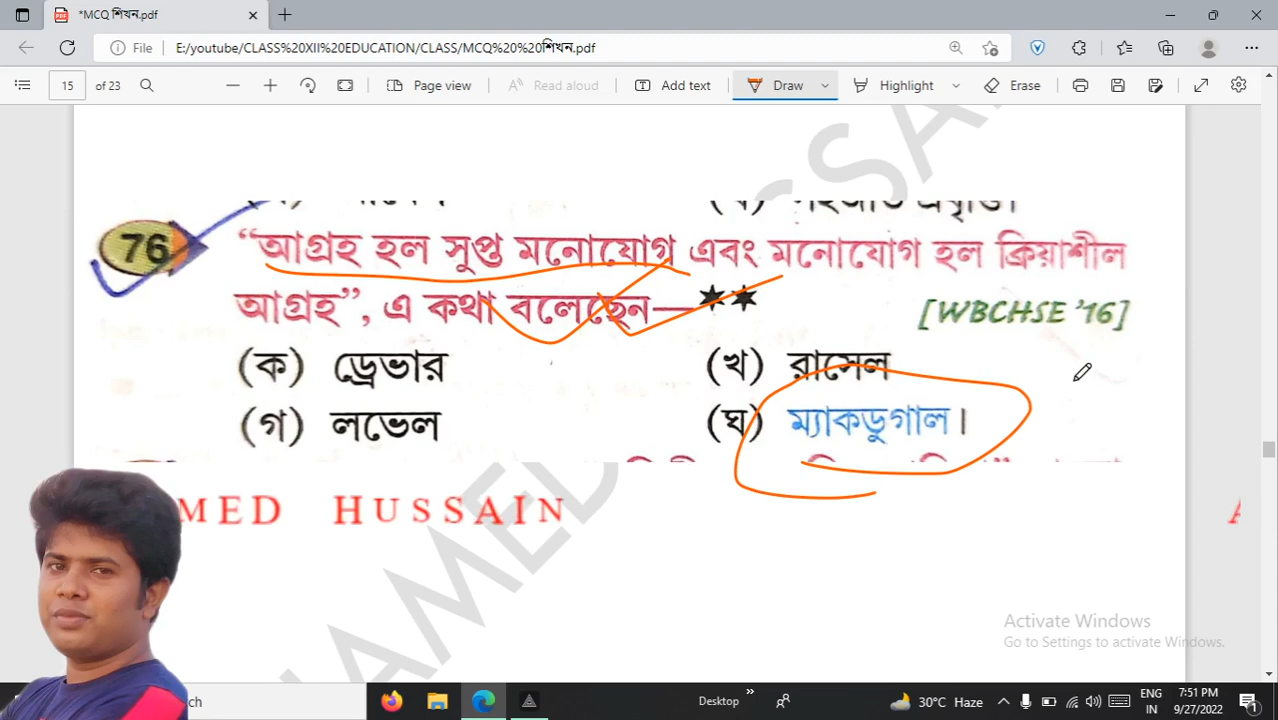 *MCQ শিখন.pdf
File E:/youtube/CLASS%20XII%20EDUCATION/CLASS/MCQ%20%20শিখন.pdf
15 of 23 Page view Read aloud Add text Draw Highlight Erase
76 “আগ্রহ হল সুপ্ত মনোযোগ এবং মনোযোগ হল ক্রিয়াশীল
আগ্রহ”, এ কথা বলেছেন—★★ [WBCHSE ’16]
(ক) ড্রেভার (খ) রাসেল
(গ) লভেল (ঘ) ম্যাকডুগাল।
MED HUSSAIN A
Activate Windows
Go to Settings to activate Windows.
rch Desktop 30°C Haze ENG 7:51 PM
IN 9/27/2022